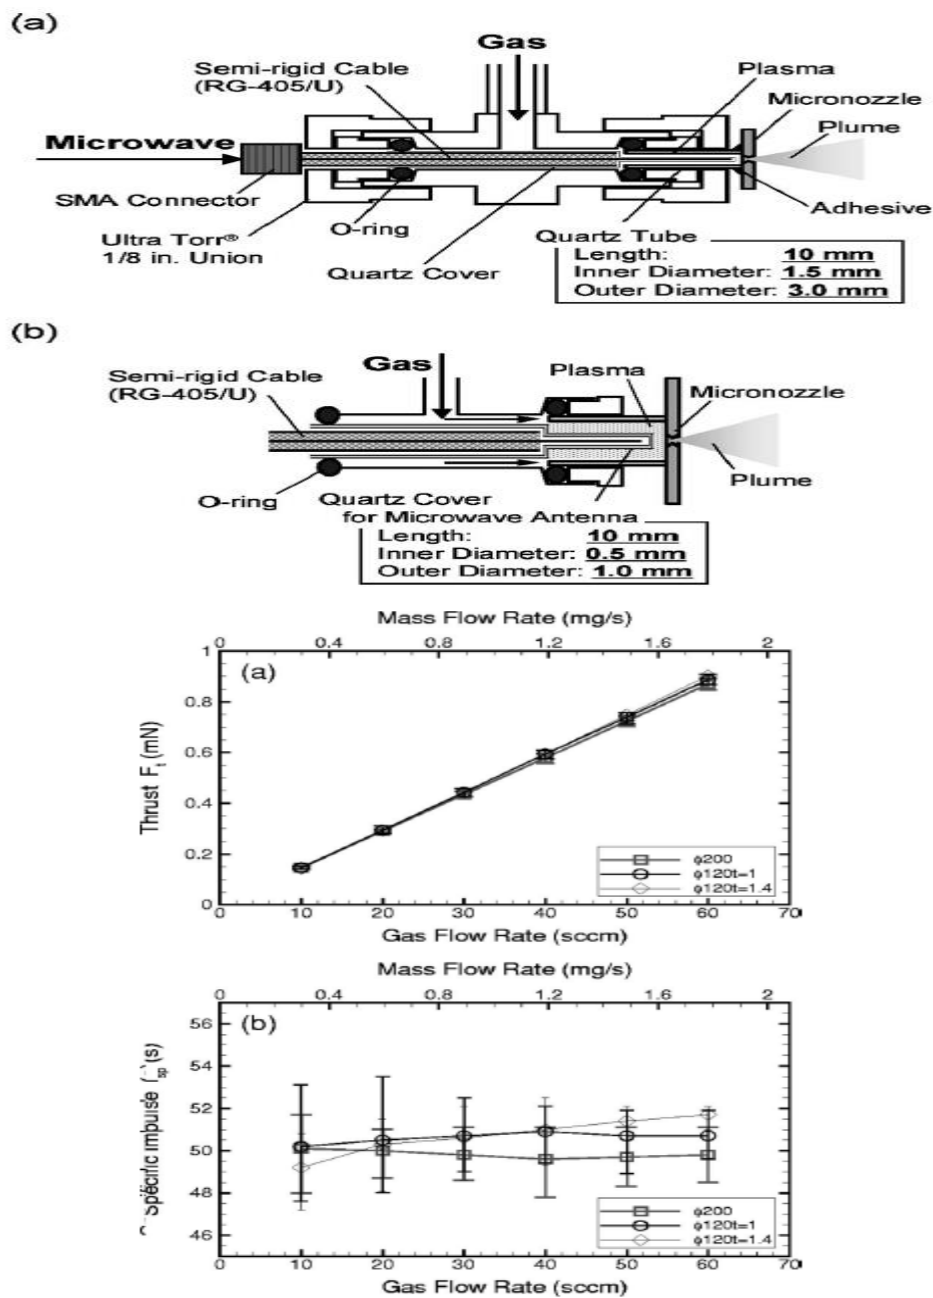 (a)
Gas
Semi-rigid Cable
(RG-405/U)
Plasma
Micronozzle
Plume
Microwave
SMA Connector
Adhesive
O-ring
Ultra Torr®
1/8 in. Union
Quartz Cover
Quartz Tube
Length: 10 mm
Inner Diameter: 1.5 mm
Outer Diameter: 3.0 mm
(b)
Gas
Semi-rigid Cable
(RG-405/U)
Plasma
Micronozzle
Plume
O-ring
Quartz Cover
for Microwave Antenna
Length: 10 mm
Inner Diameter: 0.5 mm
Outer Diameter: 1.0 mm
Mass Flow Rate (mg/s)
0 0.4 0.8 1.2 1.6 2
(a)
Thrust Ft (mN)
1
0.8
0.6
0.4
0.2
0
ϕ200
ϕ120t=1
ϕ120t=1.4
0 10 20 30 40 50 60 70
Gas Flow Rate (sccm)
Mass Flow Rate (mg/s)
0 0.4 0.8 1.2 1.6 2
(b)
56
54
52
50
48
46
ϕ200
ϕ120t=1
ϕ120t=1.4
0 10 20 30 40 50 60 70
Gas Flow Rate (sccm)